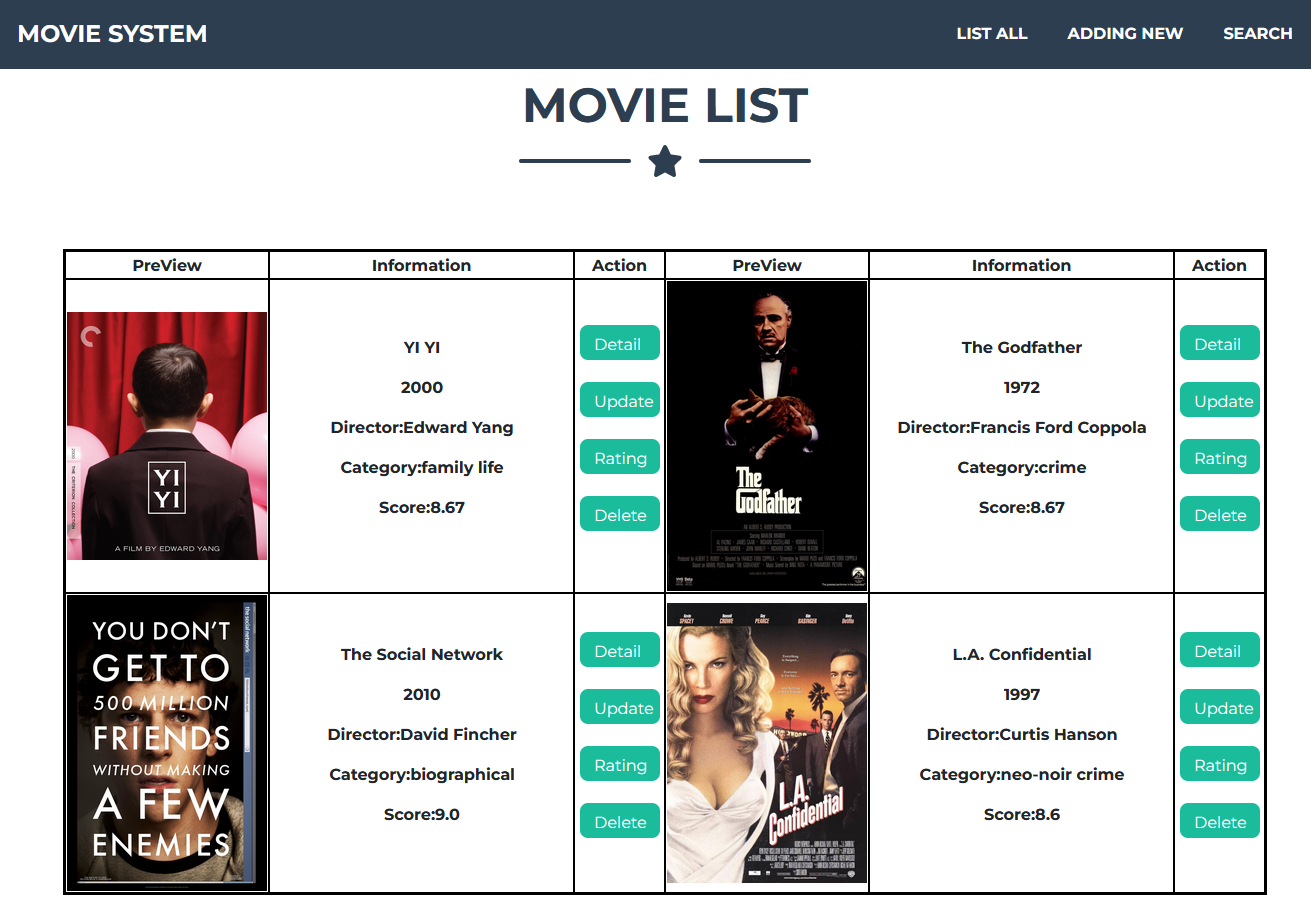 MOVIE SYSTEM
LIST ALL
ADDING NEW
SEARCH
MOVIE LIST
PreView
Information
Action
PreView
Information
Action
YI
YI
A FILM BY EDWARD YANG
THE CRITERION COLLECTION
YI YI
2000
Director:Edward Yang
Category:family life
Score:8.67
Detail
Update
Rating
Delete
The
Godfather
The Godfather
1972
Director:Francis Ford Coppola
Category:crime
Score:8.67
Detail
Update
Rating
Delete
YOU DON'T
GET TO
500 MILLION
FRIENDS
WITHOUT MAKING
A FEW
ENEMIES
the social network
The Social Network
2010
Director:David Fincher
Category:biographical
Score:9.0
Detail
Update
Rating
Delete
SPACEY
CROWE
PEARCE
BASINGER
DeVito
L.A.
Confidential
L.A. Confidential
1997
Director:Curtis Hanson
Category:neo-noir crime
Score:8.6
Detail
Update
Rating
Delete